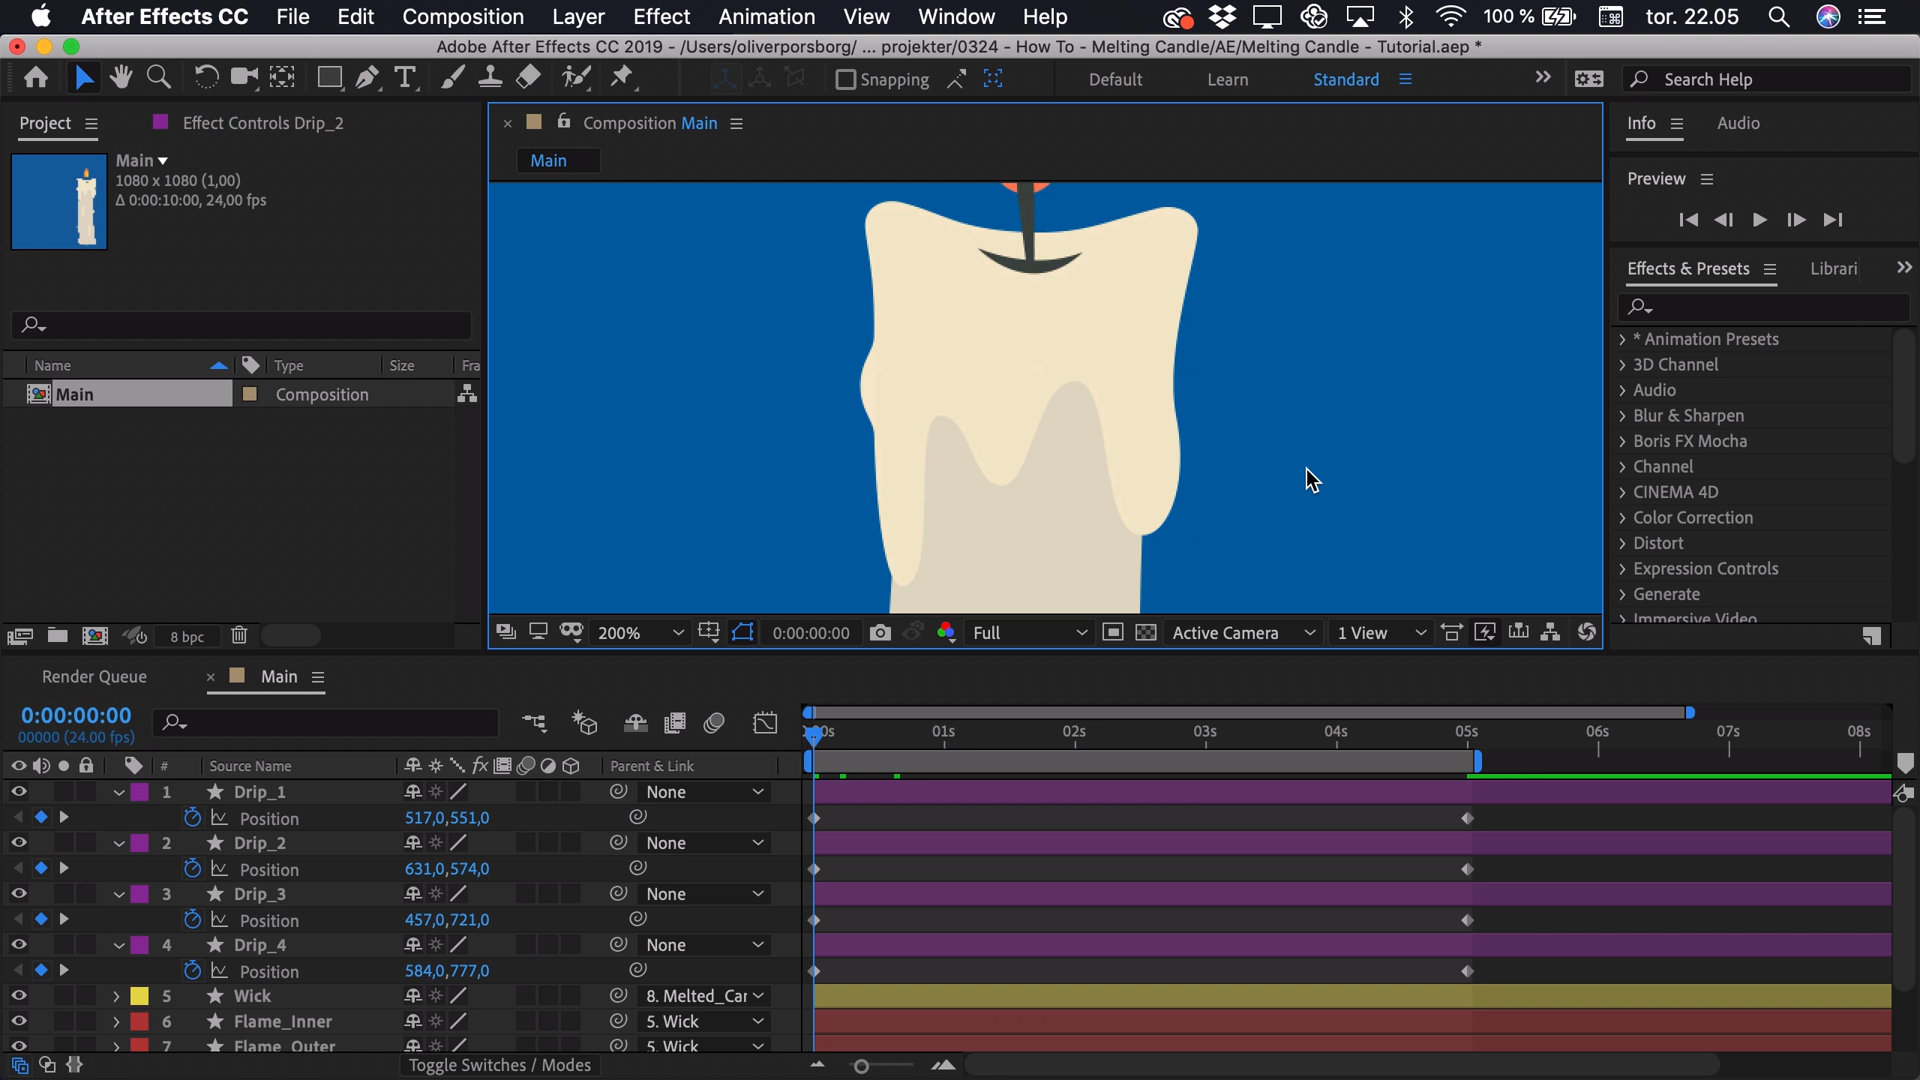 After Effects CC File Edit Composition Layer Effect Animation View Window Help 100 % tor. 22.05
Adobe After Effects CC 2019 - /Users/oliverporsborg/ ... projekter/0324 - How To - Melting Candle/AE/Melting Candle - Tutorial.aep *
Snapping Default Learn Standard Search Help
Project Effect Controls Drip_2 Composition Main Info Audio
Main
1080 x 1080 (1,00)
Δ 0:00:10:00, 24,00 fps
Main
Preview
Effects & Presets Librari
* Animation Presets
3D Channel
Audio
Blur & Sharpen
Boris FX Mocha
Channel
CINEMA 4D
Color Correction
Distort
Expression Controls
Generate
Immersive Video
Name Type Size Fra
Main Composition
8 bpc 200% 0:00:00:00 Full Active Camera 1 View
Render Queue Main
0:00:00:00
00000 (24.00 fps)
:00s 01s 02s 03s 04s 05s 06s 07s 08s
# Source Name fx Parent & Link
1 Drip_1 None
Position 517,0,551,0
2 Drip_2 None
Position 631,0,574,0
3 Drip_3 None
Position 457,0,721,0
4 Drip_4 None
Position 584,0,777,0
5 Wick 8. Melted_Car
6 Flame_Inner 5. Wick
7 Flame_Outer 5. Wick
Toggle Switches / Modes